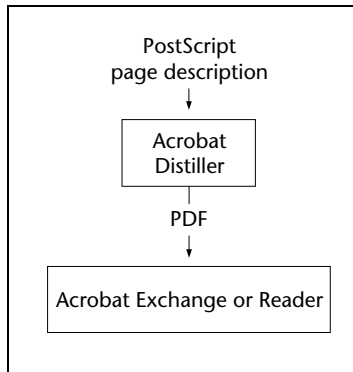 PostScript
page description
Acrobat
Distiller
PDF
Acrobat Exchange or Reader